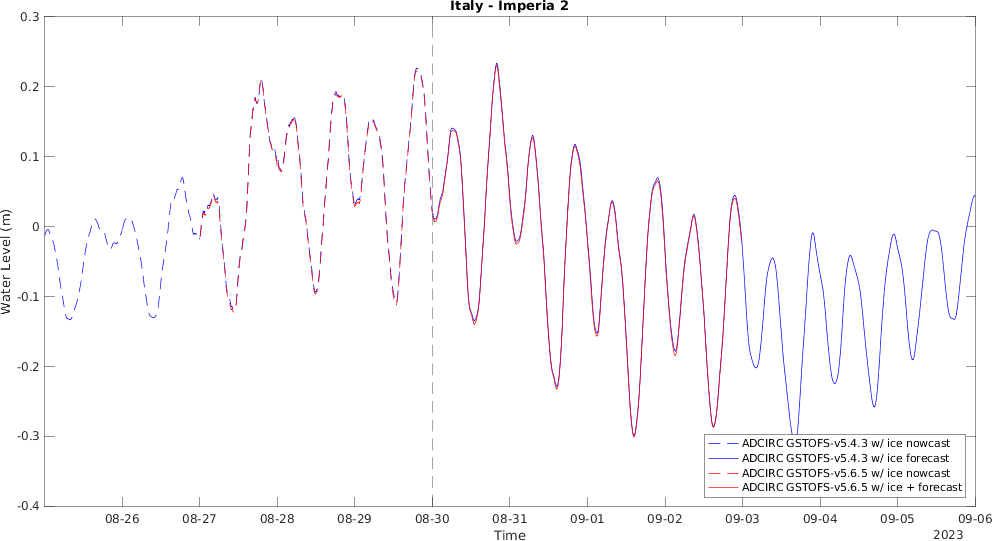 Italy - Imperia 2
0.3
0.2
0.1
0
-0.1
-0.2
-0.3
-0.4
Water Level (m)
ADCIRC GSTOFS-v5.4.3 w/ ice nowcast
ADCIRC GSTOFS-v5.4.3 w/ ice forecast
ADCIRC GSTOFS-v5.6.5 w/ ice nowcast
ADCIRC GSTOFS-v5.6.5 w/ ice + forecast
08-26 08-27 08-28 08-29 08-30 08-31 09-01 09-02 09-03 09-04 09-05 09-06
Time
2023